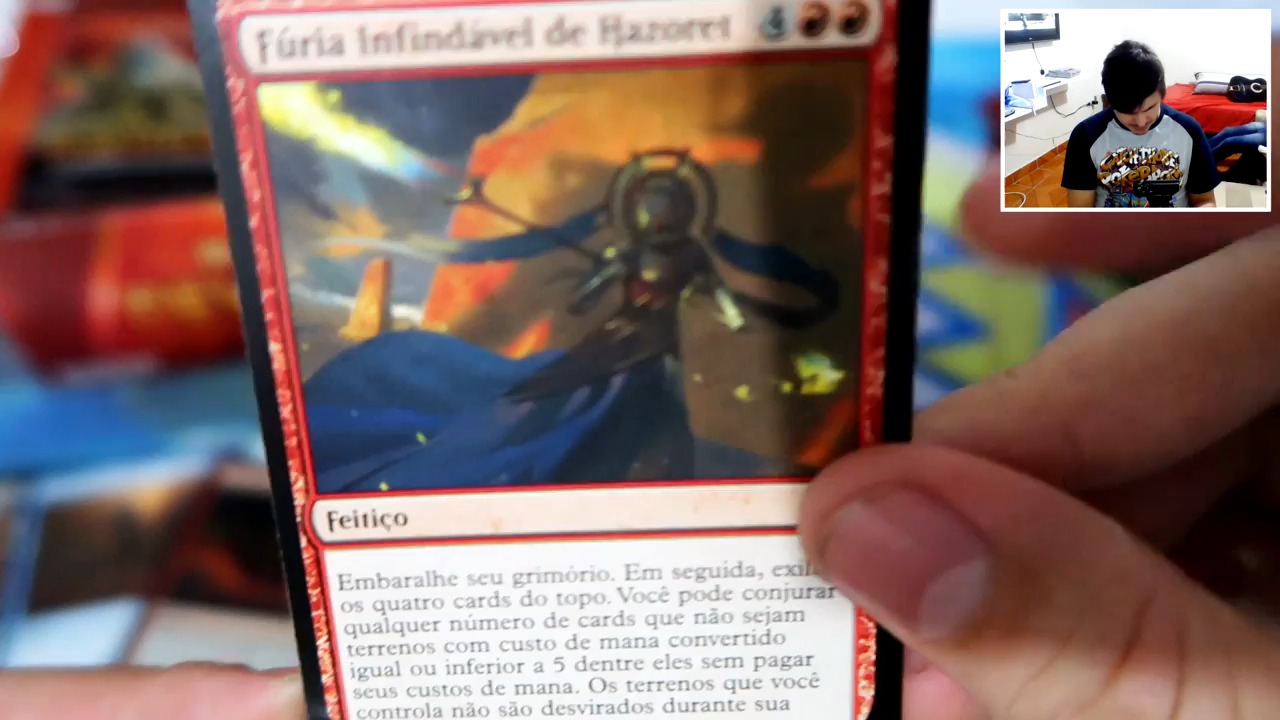 Fúria Infindável de Hazoret 4
Feitiço
Embaralhe seu grimório. Em seguida, exile
os quatro cards do topo. Você pode conjurar
qualquer número de cards que não sejam
terrenos com custo de mana convertido
igual ou inferior a 5 dentre eles sem pagar
seus custos de mana. Os terrenos que você
controla não são desvirados durante sua